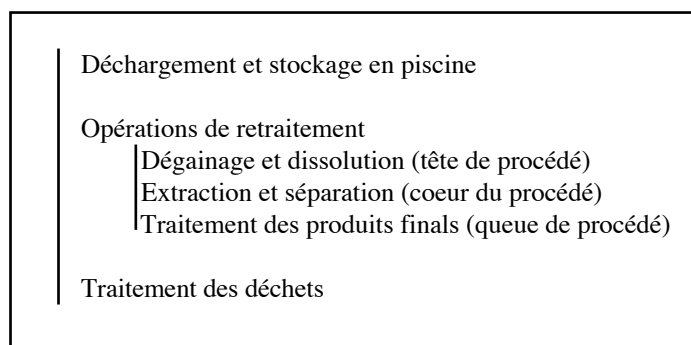 Déchargement et stockage en piscine
Opérations de retraitement
Dégainage et dissolution (tête de procédé)
Extraction et séparation (coeur du procédé)
Traitement des produits finals (queue de procédé)
Traitement des déchets